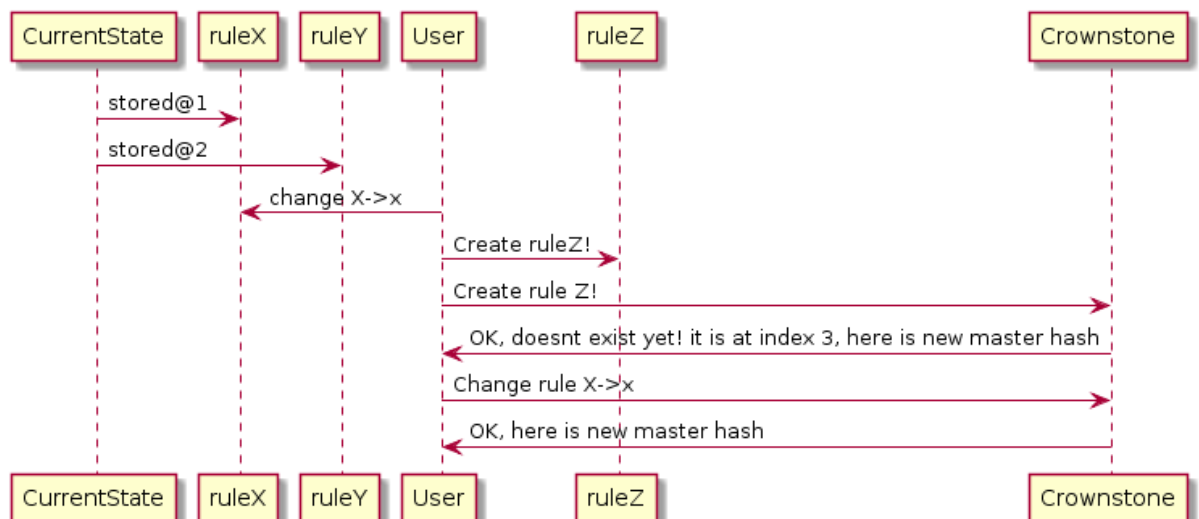 CurrentState ruleX ruleY User ruleZ Crownstone
stored@1
stored@2
change X->x
Create ruleZ!
Create rule Z!
OK, doesnt exist yet! it is at index 3, here is new master hash
Change rule X->x
OK, here is new master hash
CurrentState ruleX ruleY User ruleZ Crownstone